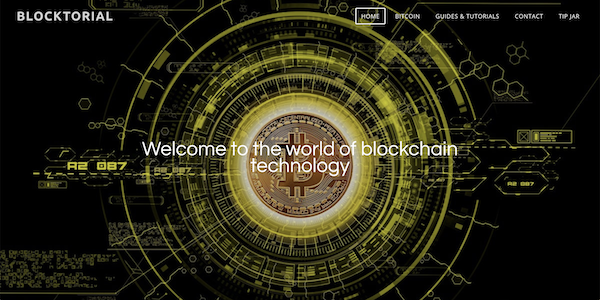 BLOCKTORIAL
HOME BITCOIN GUIDES & TUTORIALS CONTACT TIP JAR
Welcome to the world of blockchain
technology
A2 087
A2 087